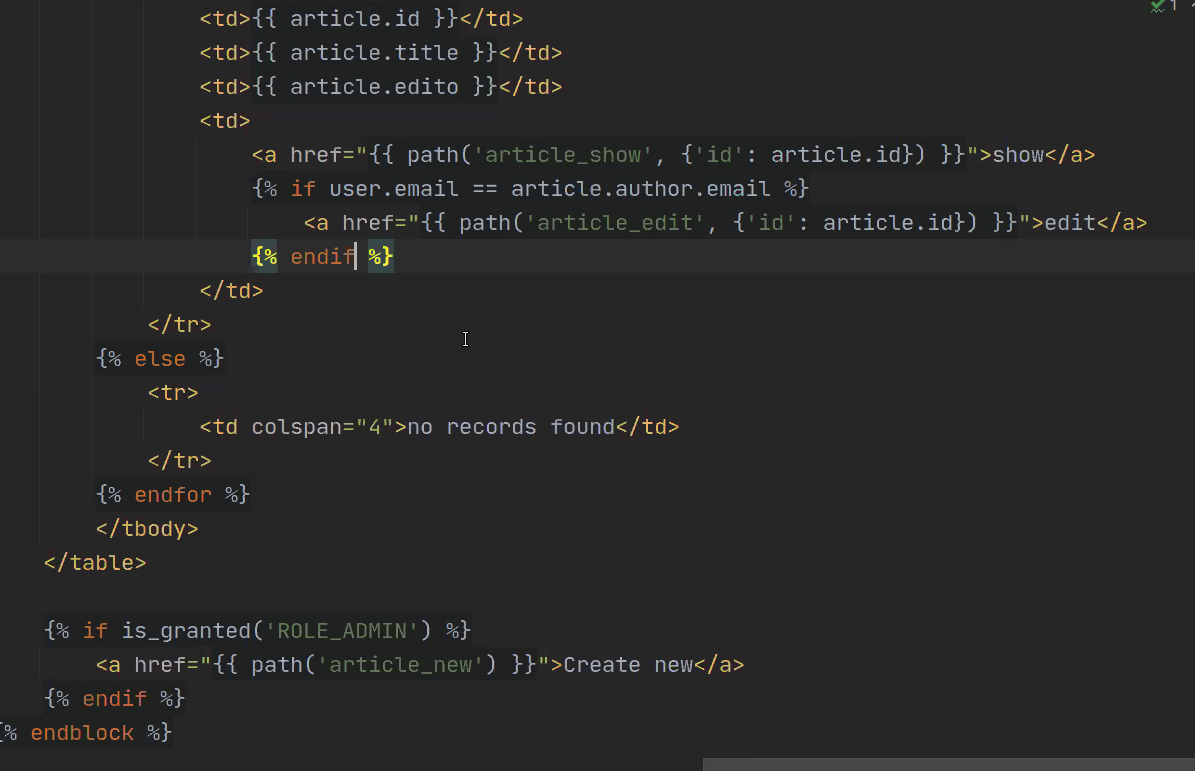 1
<td>{{ article.id }}</td>
<td>{{ article.title }}</td>
<td>{{ article.edito }}</td>
<td>
<a href="{{ path('article_show', {'id': article.id}) }}">show</a>
{% if user.email == article.author.email %}
<a href="{{ path('article_edit', {'id': article.id}) }}">edit</a>
{% endif %}
</td>
</tr>
{% else %}
<tr>
<td colspan="4">no records found</td>
</tr>
{% endfor %}
</tbody>
</table>
{% if is_granted('ROLE_ADMIN') %}
<a href="{{ path('article_new') }}">Create new</a>
{% endif %}
{% endblock %}